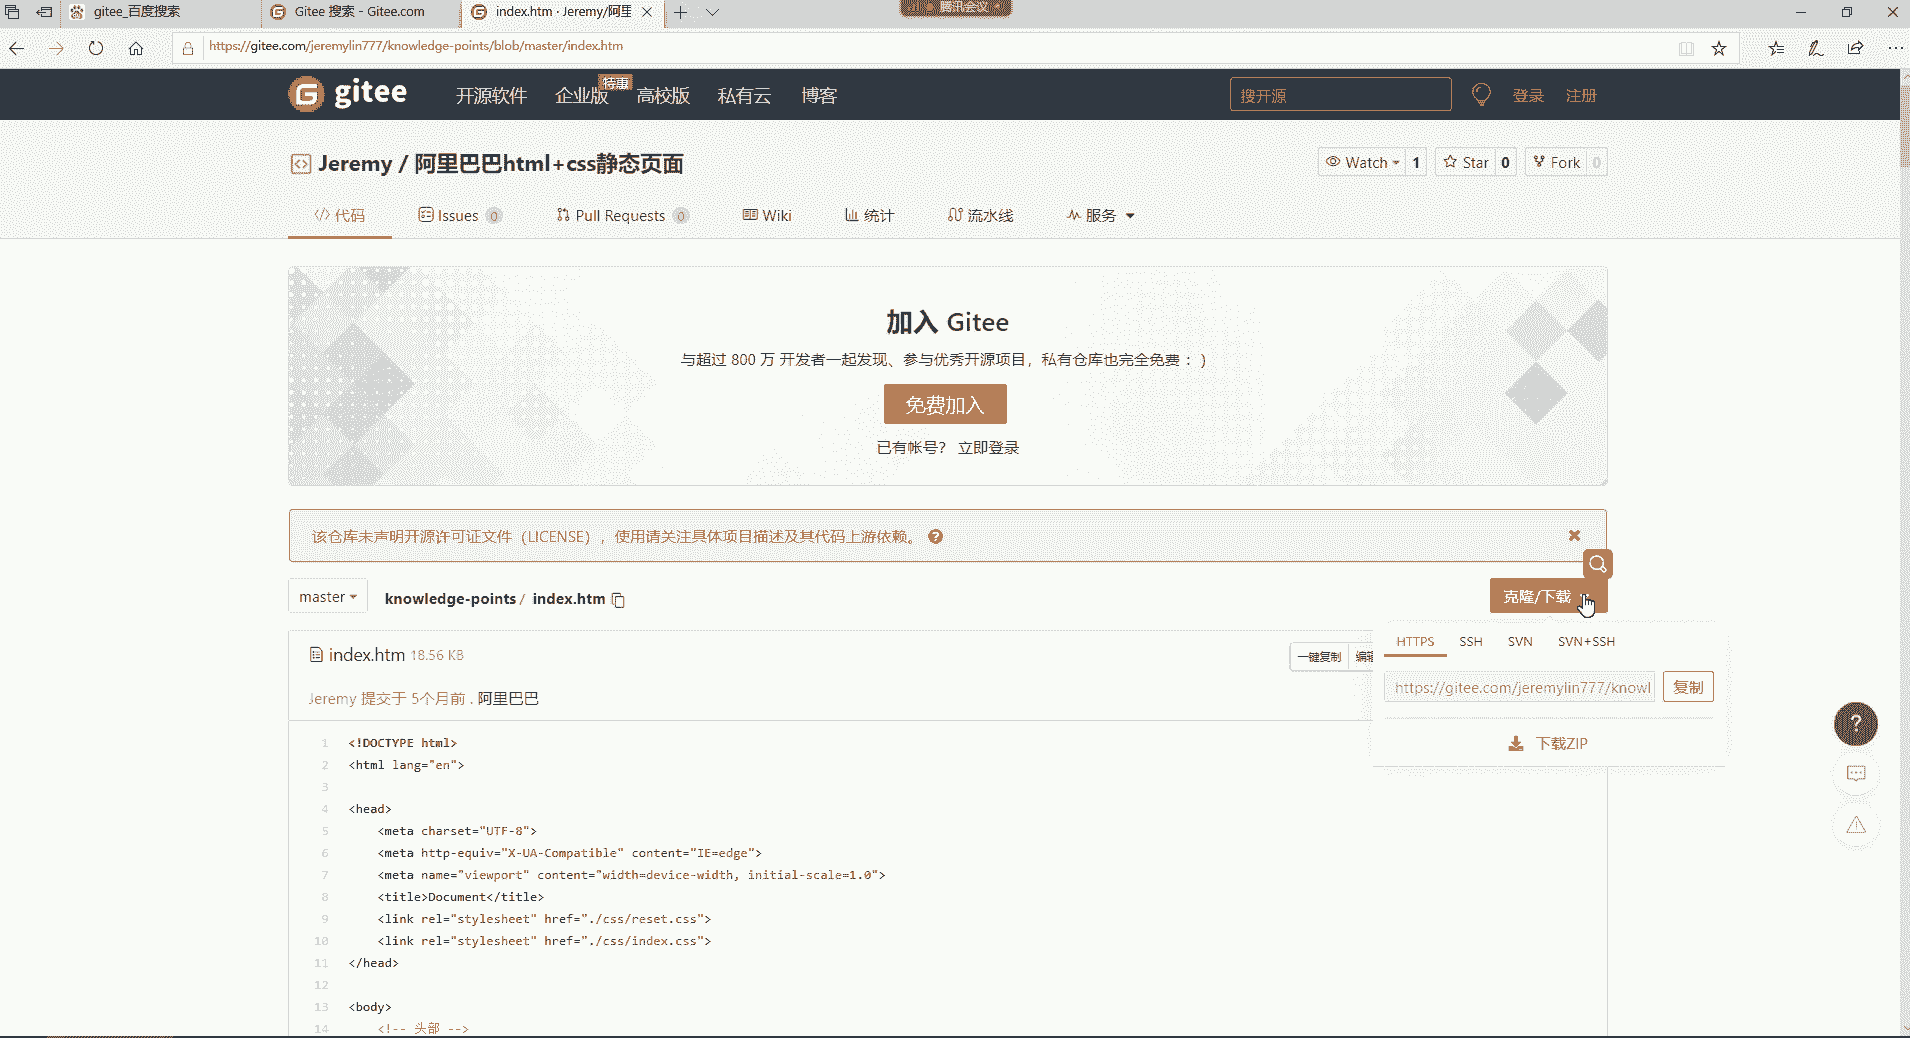 gitee_百度搜索
Gitee 搜索 - Gitee.com
index.htm · Jeremy/阿里
腾讯会议
https://gitee.com/jeremylin777/knowledge-points/blob/master/index.htm
gitee 开源软件 企业版 特惠 高校版 私有云 博客 搜开源 登录 注册
Jeremy / 阿里巴巴html+css静态页面
Watch 1 Star 0 Fork 0
代码 Issues 0 Pull Requests 0 Wiki 统计 流水线 服务
加入 Gitee
与超过 800 万 开发者一起发现、参与优秀开源项目，私有仓库也完全免费 ：）
免费加入
已有帐号？ 立即登录
该仓库未声明开源许可证文件（LICENSE），使用请关注具体项目描述及其代码上游依赖。
master knowledge-points / index.htm 克隆/下载
HTTPS SSH SVN SVN+SSH
index.htm 18.56 KB 一键复制 编辑
https://gitee.com/jeremylin777/knowl 复制
Jeremy 提交于 5个月前 . 阿里巴巴
下载ZIP
1 <!DOCTYPE html>
2 <html lang="en">
3
4 <head>
5 <meta charset="UTF-8">
6 <meta http-equiv="X-UA-Compatible" content="IE=edge">
7 <meta name="viewport" content="width=device-width, initial-scale=1.0">
8 <title>Document</title>
9 <link rel="stylesheet" href="./css/reset.css">
10 <link rel="stylesheet" href="./css/index.css">
11 </head>
12
13 <body>
14 <!-- 头部 -->